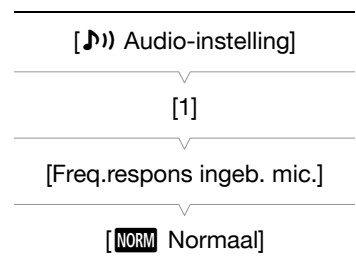 [♪)) Audio-instelling]
[1]
[Freq.respons ingeb. mic.]
[NORM Normaal]